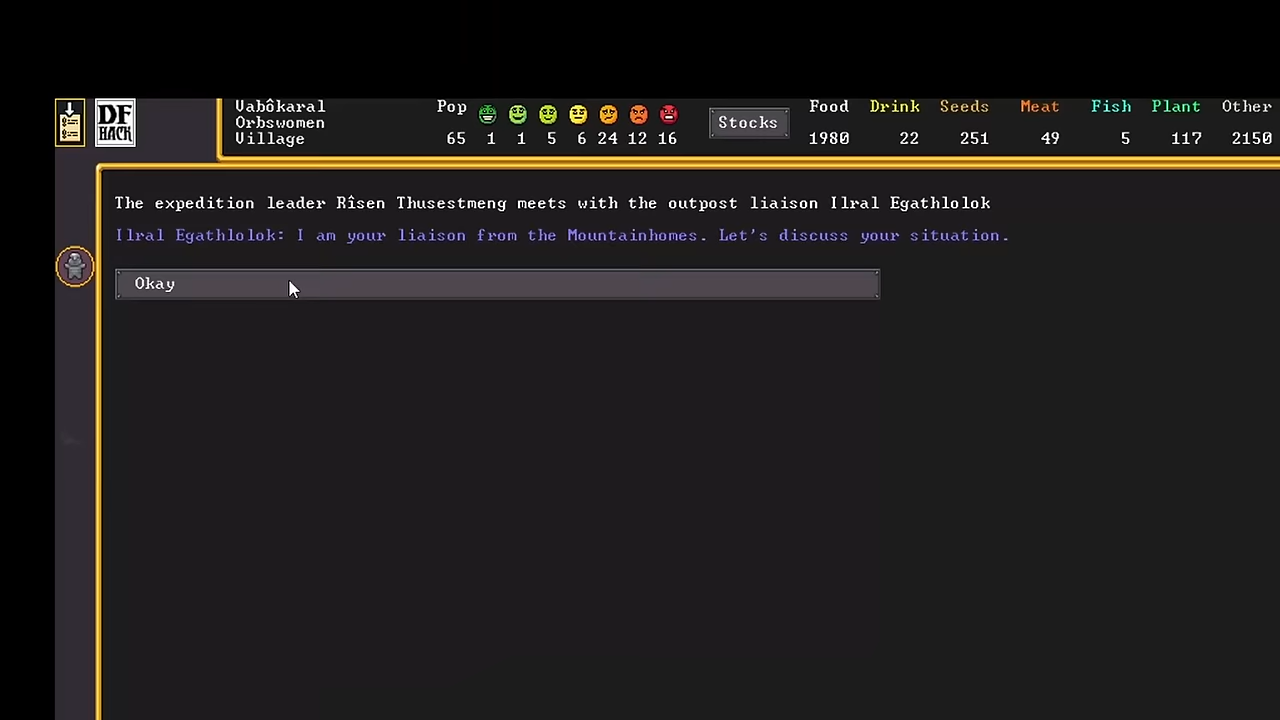 DF
HACK
Vabôkaral
Orbswomen
Village
Pop
65 1 1 5 6 24 12 16
Stocks
Food Drink Seeds Meat Fish Plant Other
1980 22 251 49 5 117 2150
The expedition leader Rîsen Thusestmeng meets with the outpost liaison Ilral Egathlolok
Ilral Egathlolok: I am your liaison from the Mountainhomes. Let's discuss your situation.
Okay